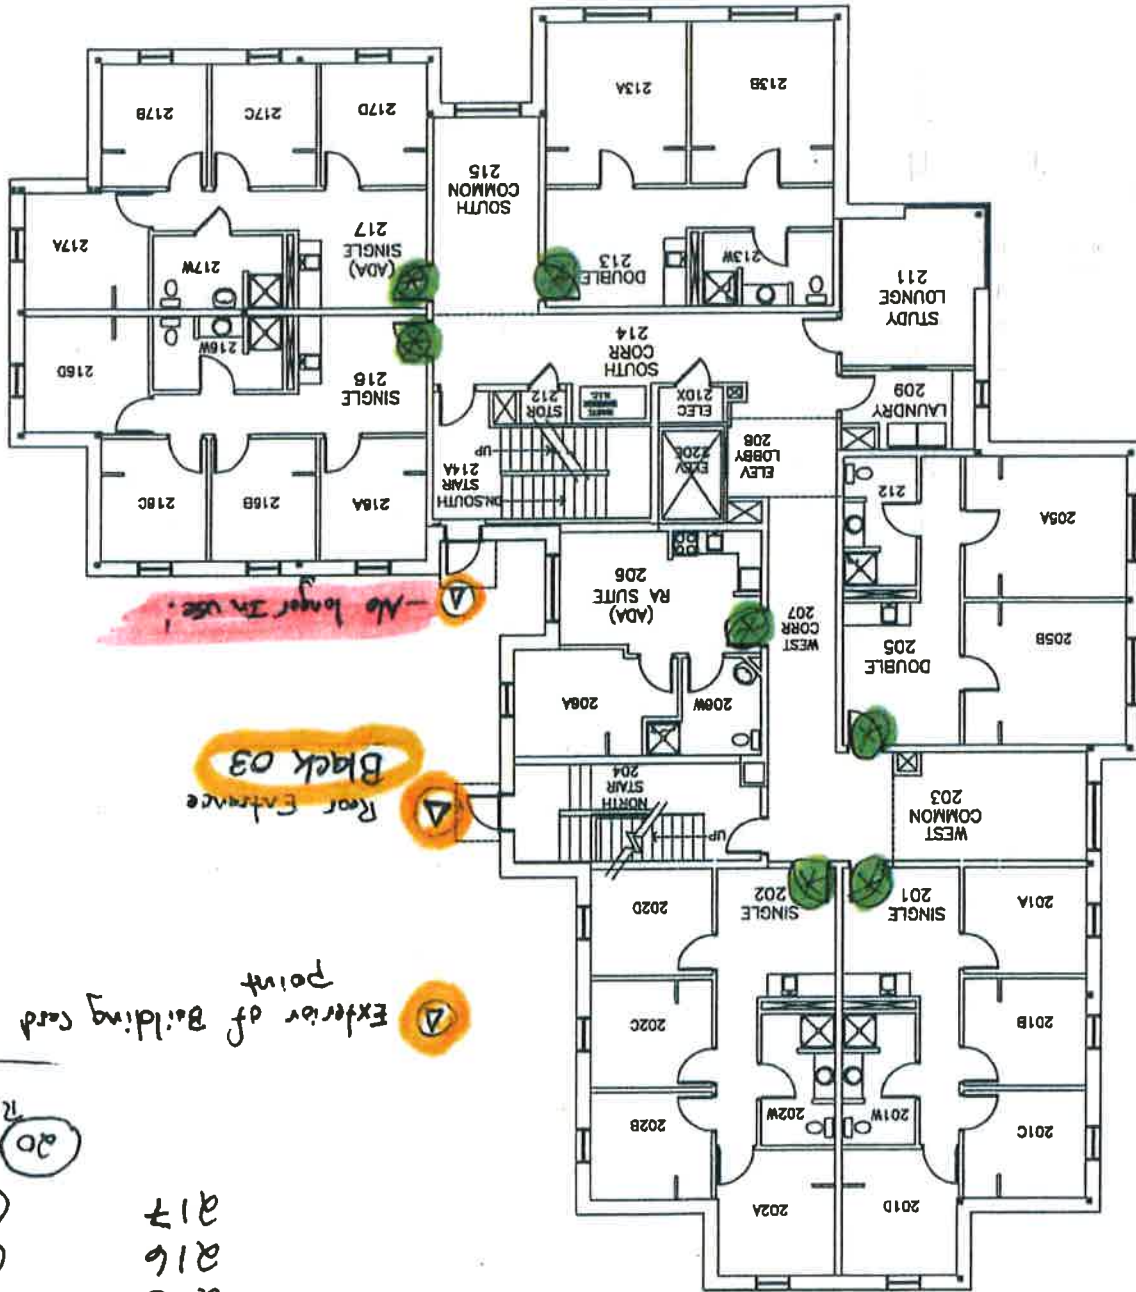 216
217
201D
202A
20
201C
201W
202W
202B
201B
202C
Exterior of Building card
point
201A
SINGLE
201
SINGLE
202
202D
WEST
COMMON
203
NORTH
STAIR
204
UP
Rear Entrance
Black 03
205B
DOUBLE
205
206W
206A
WEST
CORR
207
(ADA)
RA SUITE
206
- No longer In use!
205A
212
216A
216B
216C
DN.SOUTH
STAIR
214A
UP
ELEV
LOBBY
208
ELEV
220E
LAUNDRY
209
ELEC
210X
STOR
212
SINGLE
216
216W
216D
STUDY
LOUNGE
211
SOUTH
CORR
214
213W
DOUBLE
213
SOUTH
COMMON
215
(ADA)
SINGLE
217
217W
217A
213B
213A
217D
217C
217B